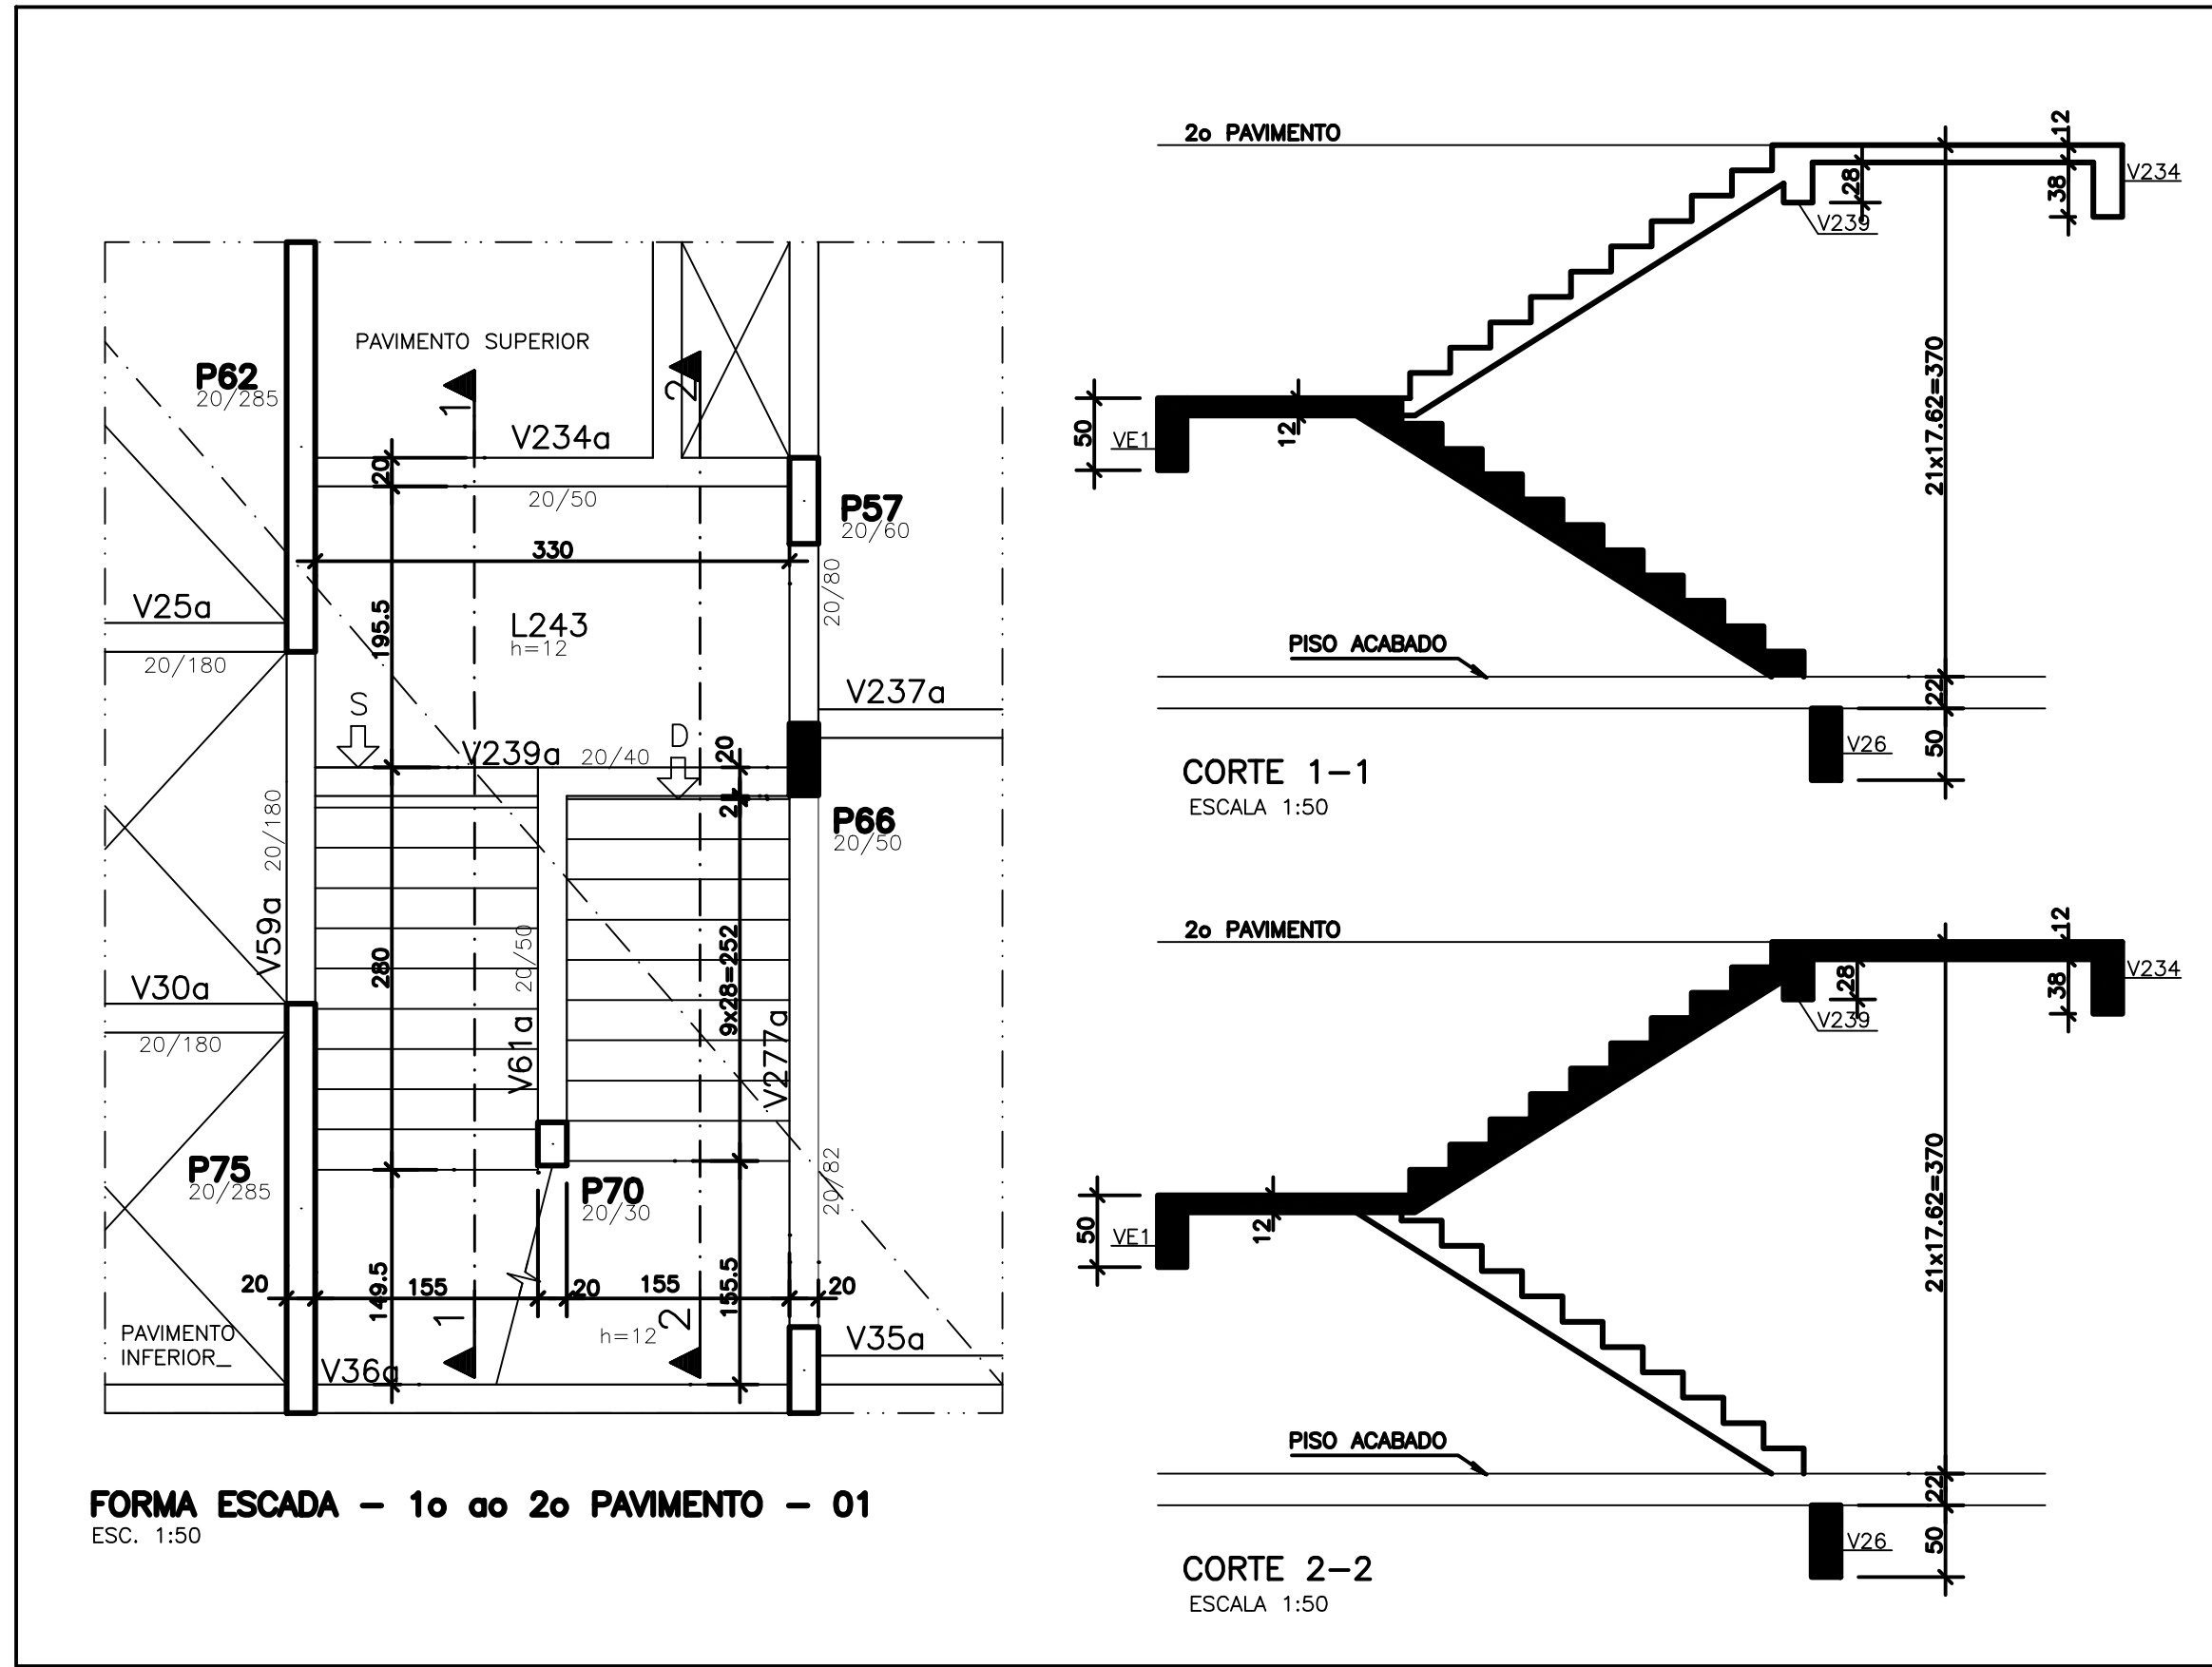 PAVIMENTO SUPERIOR
P62
20/285
1
2
V234a
20
20/50
P57
20/60
330
20/80
V25a
20/180
195.5
L243
h=12
S
V237a
V239a
20/40
D
20
2
P66
20/50
20/180
V59a
280
20/50
V61a
9x28=252
V277a
V30a
20/180
P75
20/285
P70
20/30
20/82
20
149.5
155
20
155
155.5
20
1
2
h=12
PAVIMENTO
INFERIOR_
V36a
V35a
FORMA ESCADA - 1o ao 2o PAVIMENTO - 01
ESC. 1:50
2o PAVIMENTO
12
28
38
V234
V239
50
VE1
12
21x17.62=370
PISO ACABADO
22
V26
50
CORTE 1-1
ESCALA 1:50
2o PAVIMENTO
12
28
38
V234
V239
50
VE1
12
21x17.62=370
PISO ACABADO
22
V26
50
CORTE 2-2
ESCALA 1:50